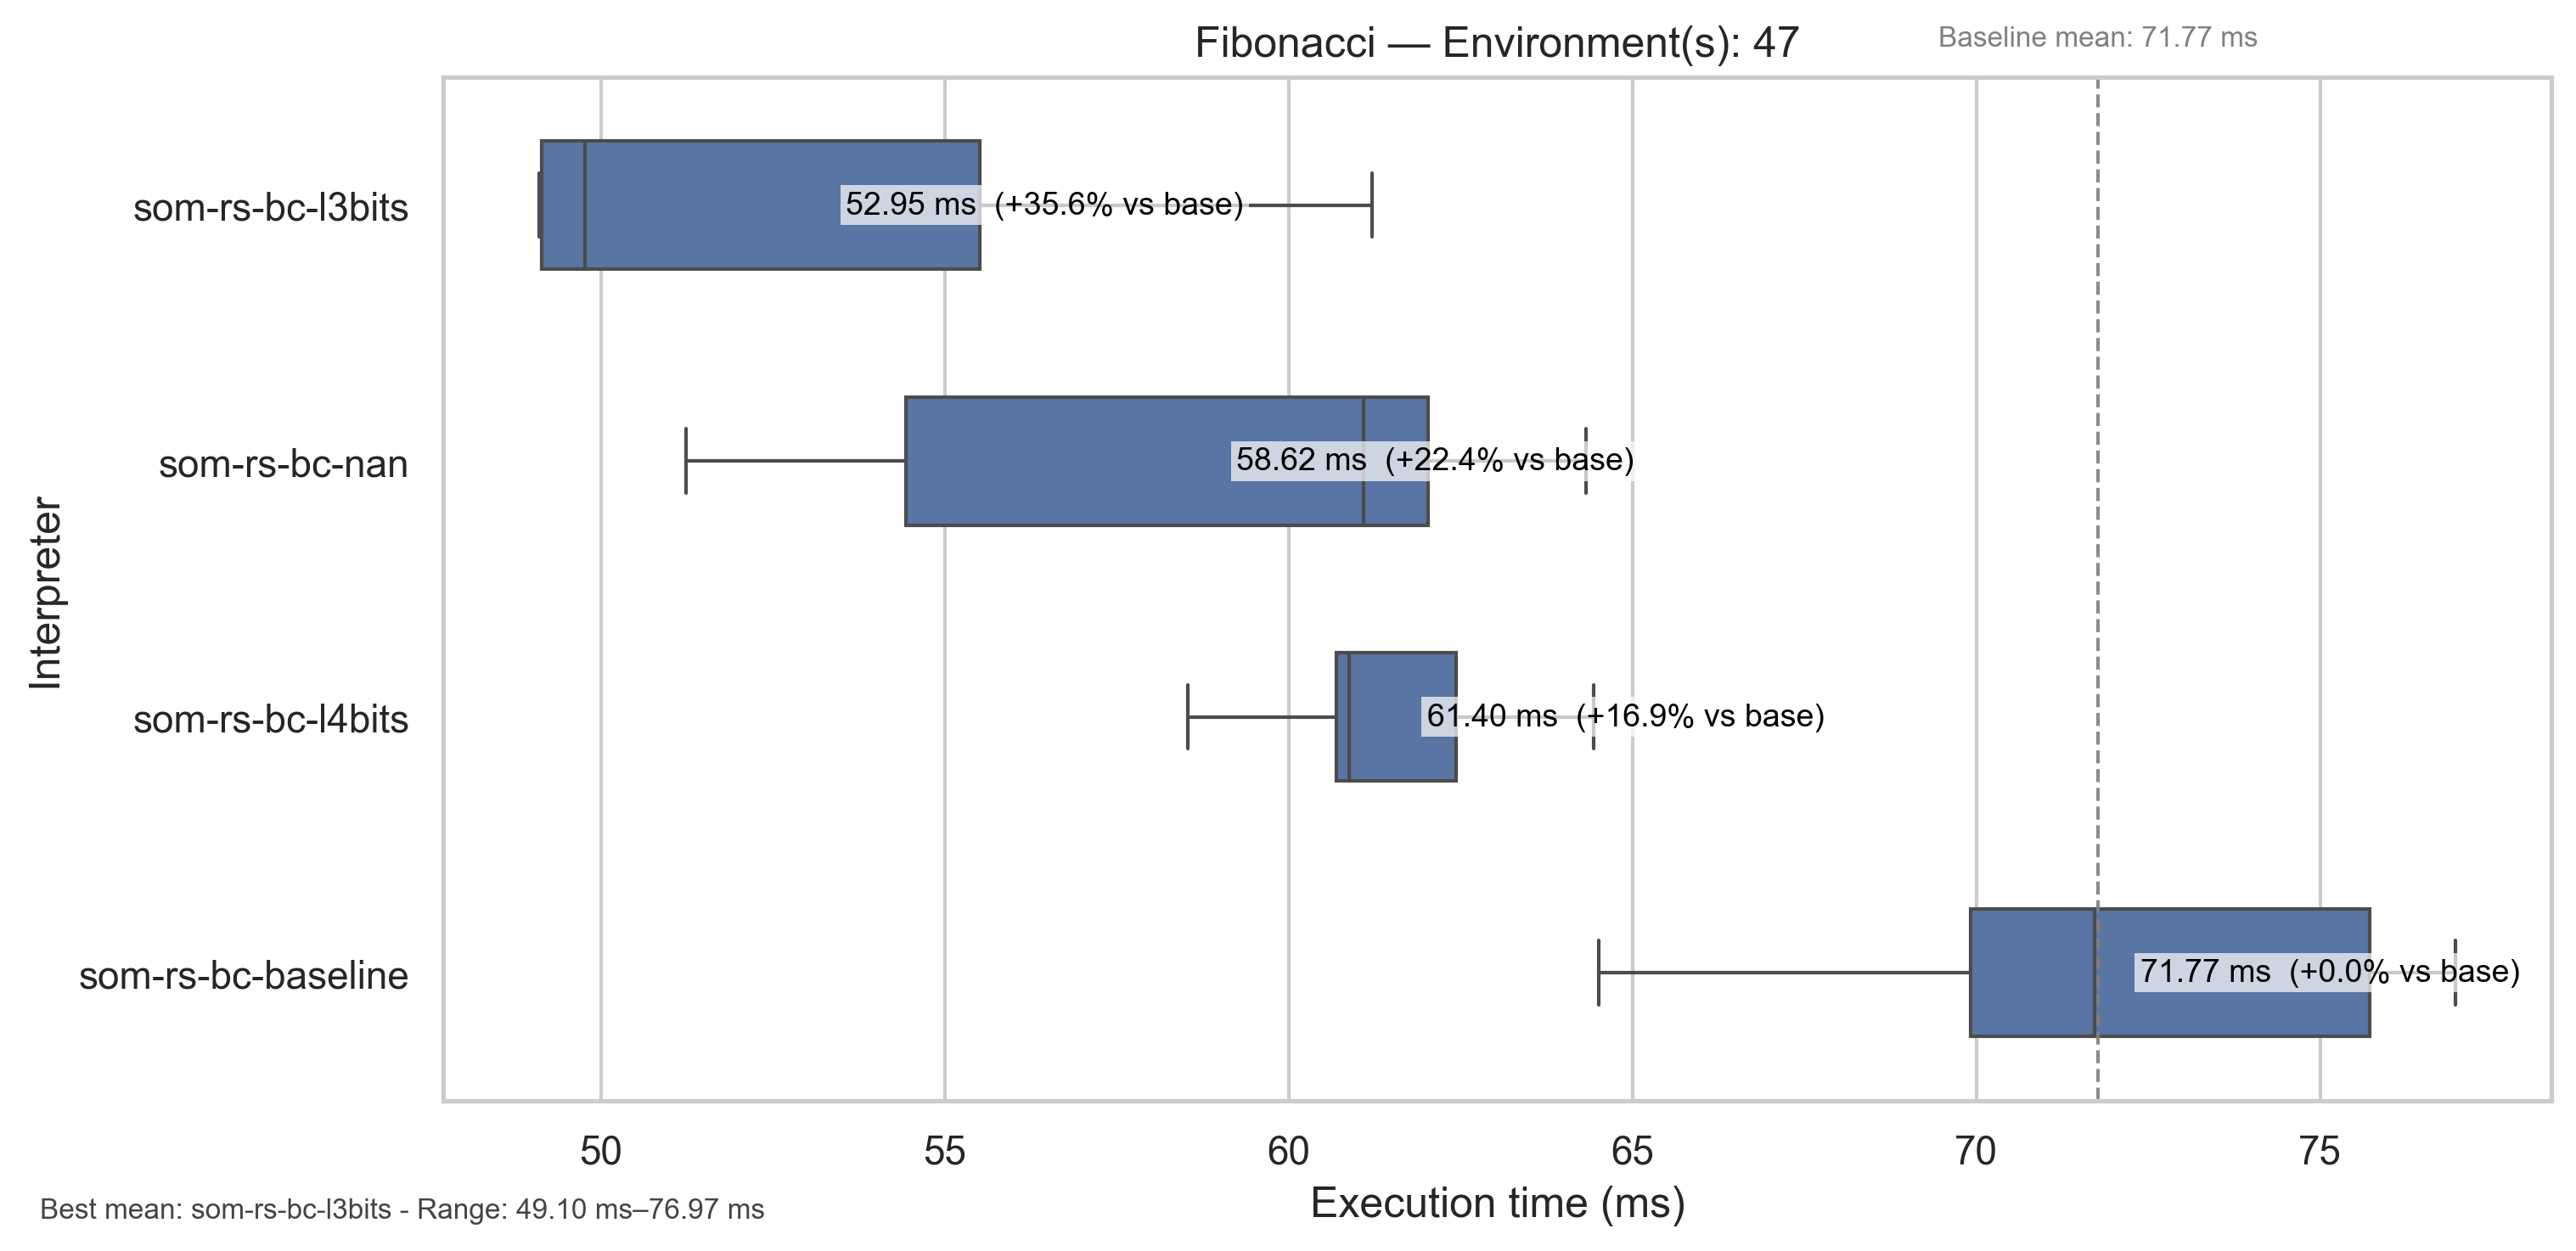 Fibonacci — Environment(s): 47
Baseline mean: 71.77 ms
Interpreter
som-rs-bc-l3bits
52.95 ms (+35.6% vs base)
som-rs-bc-nan
58.62 ms (+22.4% vs base)
som-rs-bc-l4bits
61.40 ms (+16.9% vs base)
som-rs-bc-baseline
71.77 ms (+0.0% vs base)
50 55 60 65 70 75
Execution time (ms)
Best mean: som-rs-bc-l3bits - Range: 49.10 ms–76.97 ms